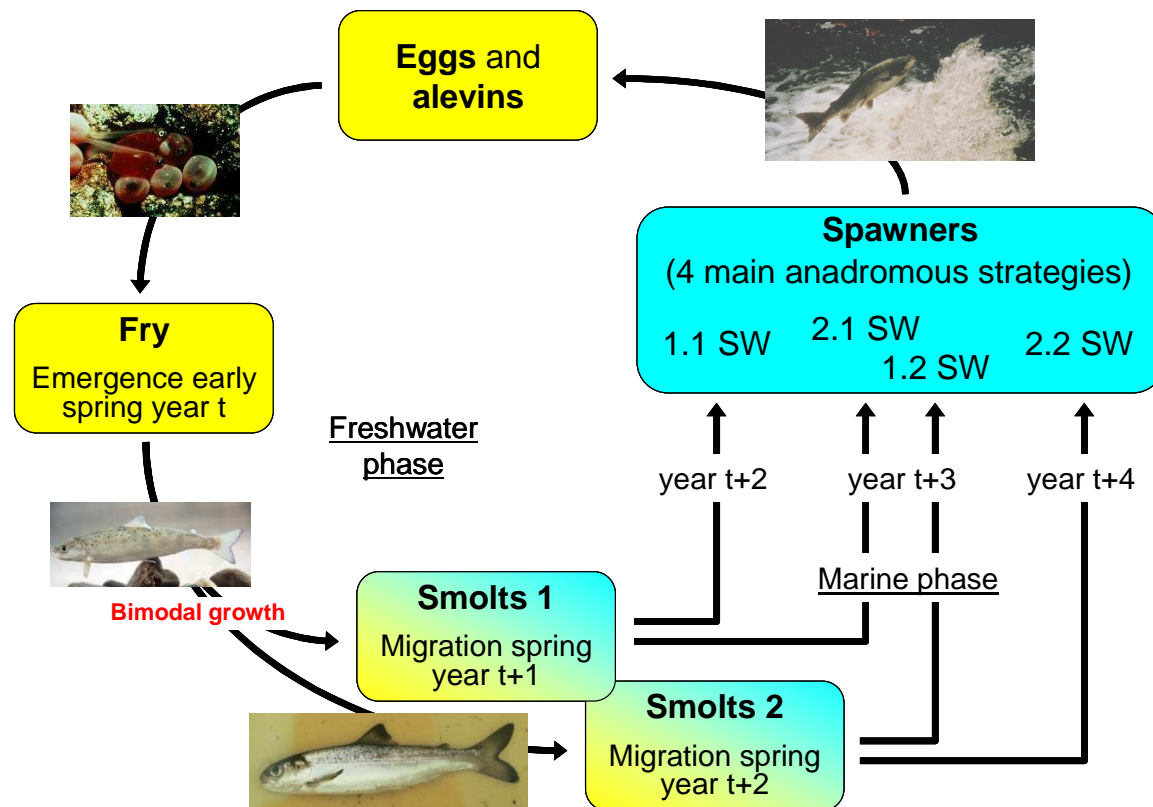 Eggs and
alevins
Spawners
(4 main anadromous strategies)
1.1 SW
2.1 SW
1.2 SW
2.2 SW
Fry
Emergence early
spring year t
Freshwater
phase
year t+2
year t+3
year t+4
Marine phase
Bimodal growth
Smolts 1
Migration spring
year t+1
Smolts 2
Migration spring
year t+2